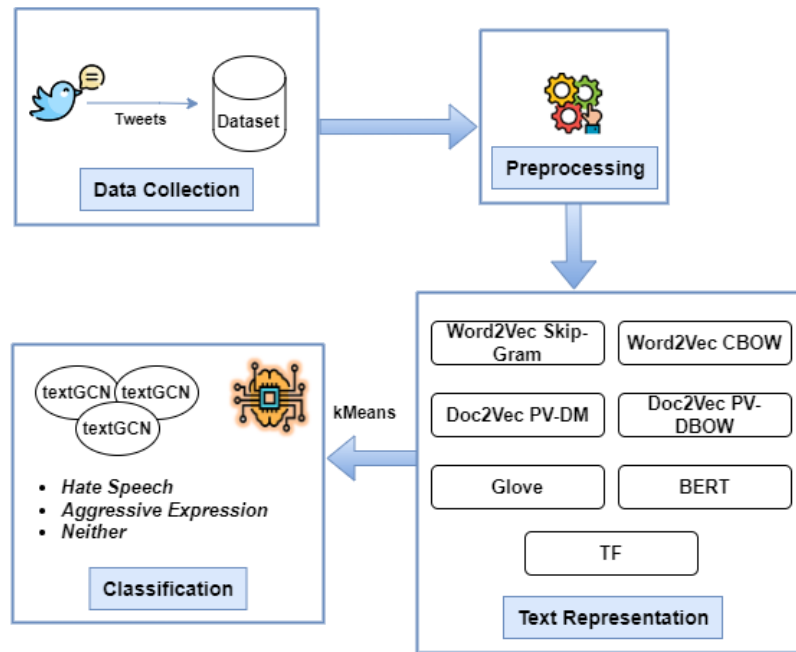 Tweets
Dataset
Data Collection
Preprocessing
Word2Vec Skip-
Gram
Word2Vec CBOW
Doc2Vec PV-DM
Doc2Vec PV-
DBOW
Glove
BERT
TF
Text Representation
kMeans
textGCN
textGCN
textGCN
• Hate Speech
• Aggressive Expression
• Neither
Classification